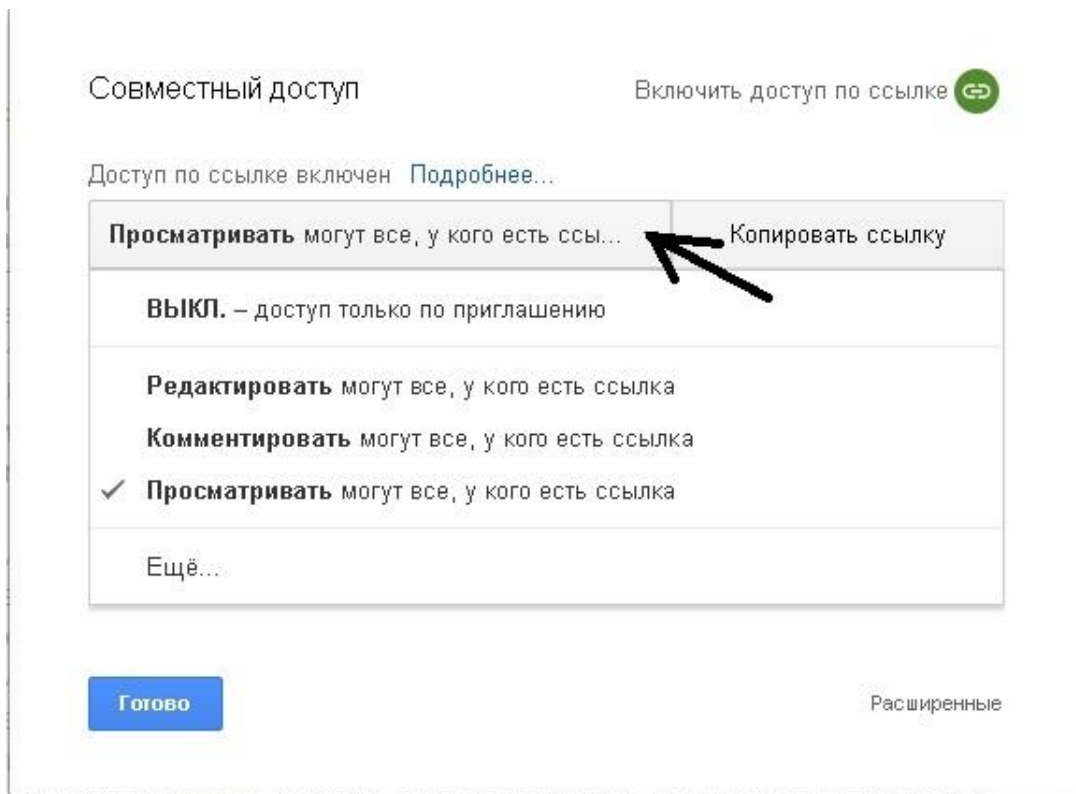 Совместный доступ
Включить доступ по ссылке
Доступ по ссылке включен Подробнее...
Просматривать могут все, у кого есть ссы...
Копировать ссылку
ВЫКЛ. – доступ только по приглашению
Редактировать могут все, у кого есть ссылка
Комментировать могут все, у кого есть ссылка
Просматривать могут все, у кого есть ссылка
Ещё...
Готово
Расширенные